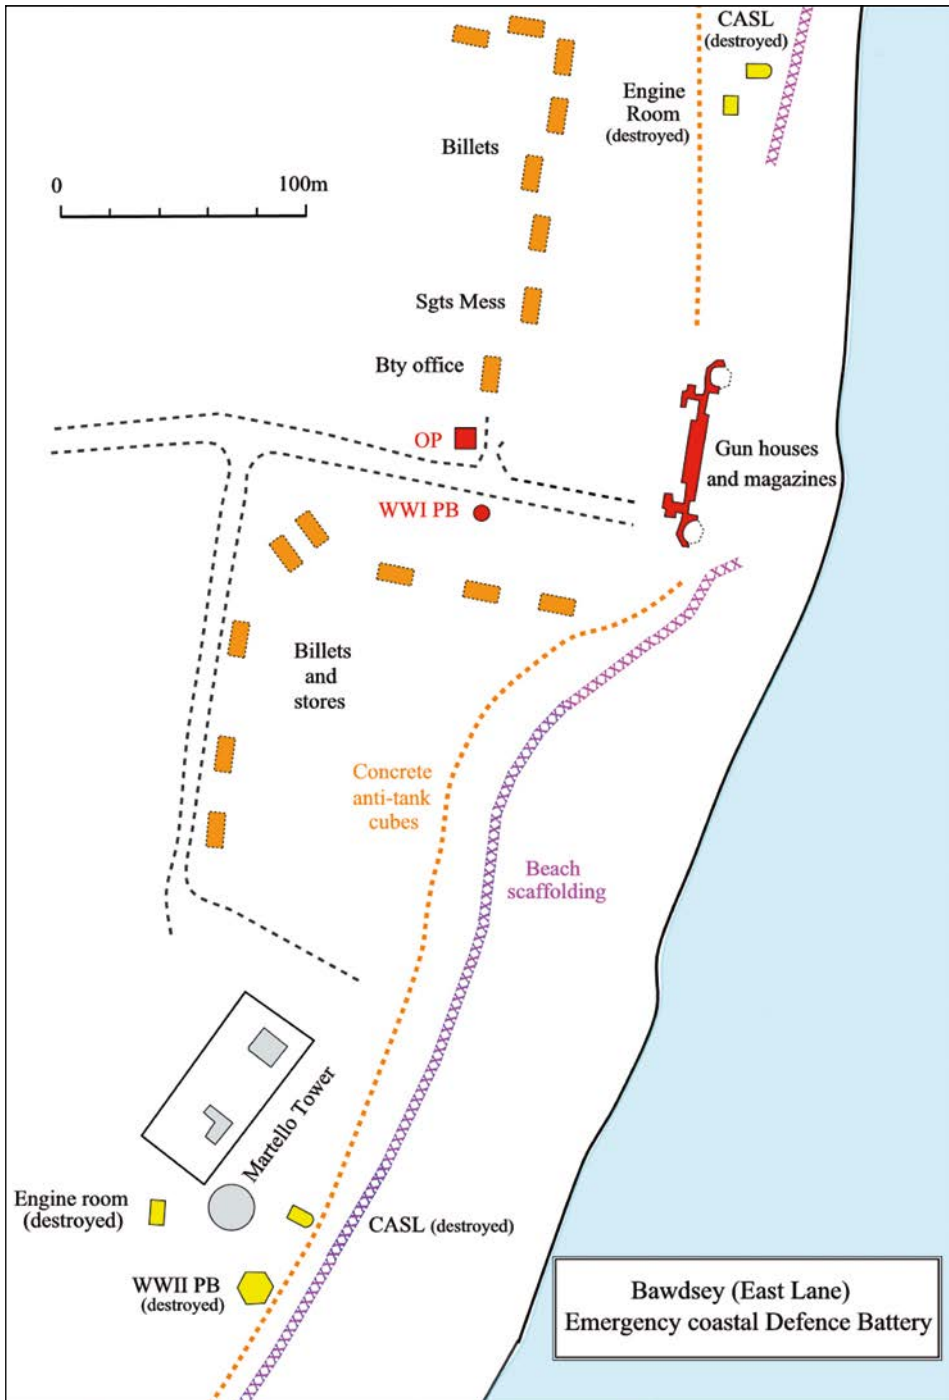 CASL
(destroyed)
Engine
Room
(destroyed)
Billets
0 100m
Sgts Mess
Bty office
OP
Gun houses
and magazines
WWI PB
Billets
and
stores
Concrete
anti-tank
cubes
Beach
scaffolding
Martello Tower
Engine room
(destroyed)
CASL (destroyed)
WWII PB
(destroyed)
Bawdsey (East Lane)
Emergency coastal Defence Battery